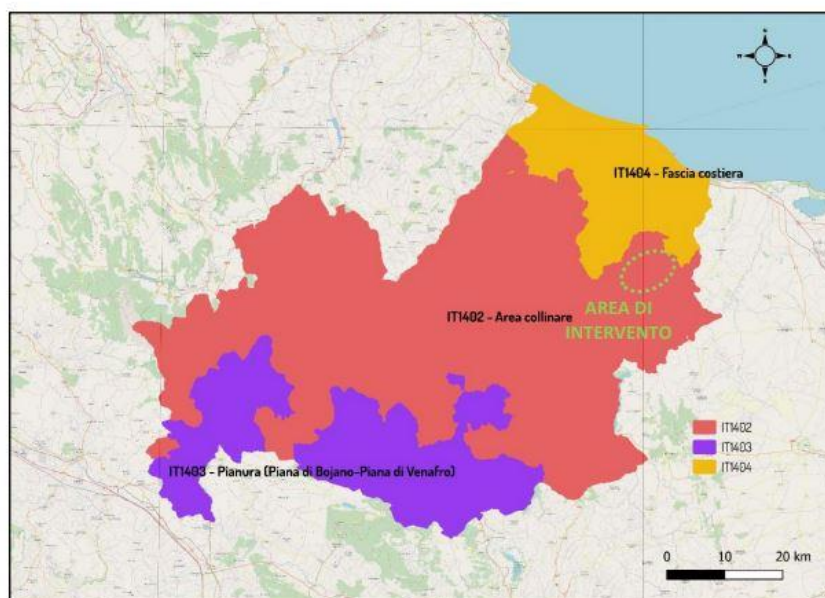 N
W
E
S
IT1404 - Fascia costiera
AREA DI
INTERVENTO
IT1402 - Area collinare
IT1403 - Pianura (Piana di Bojano-Piana di Venafro)
IT1402
IT1403
IT1404
0
10
20 km